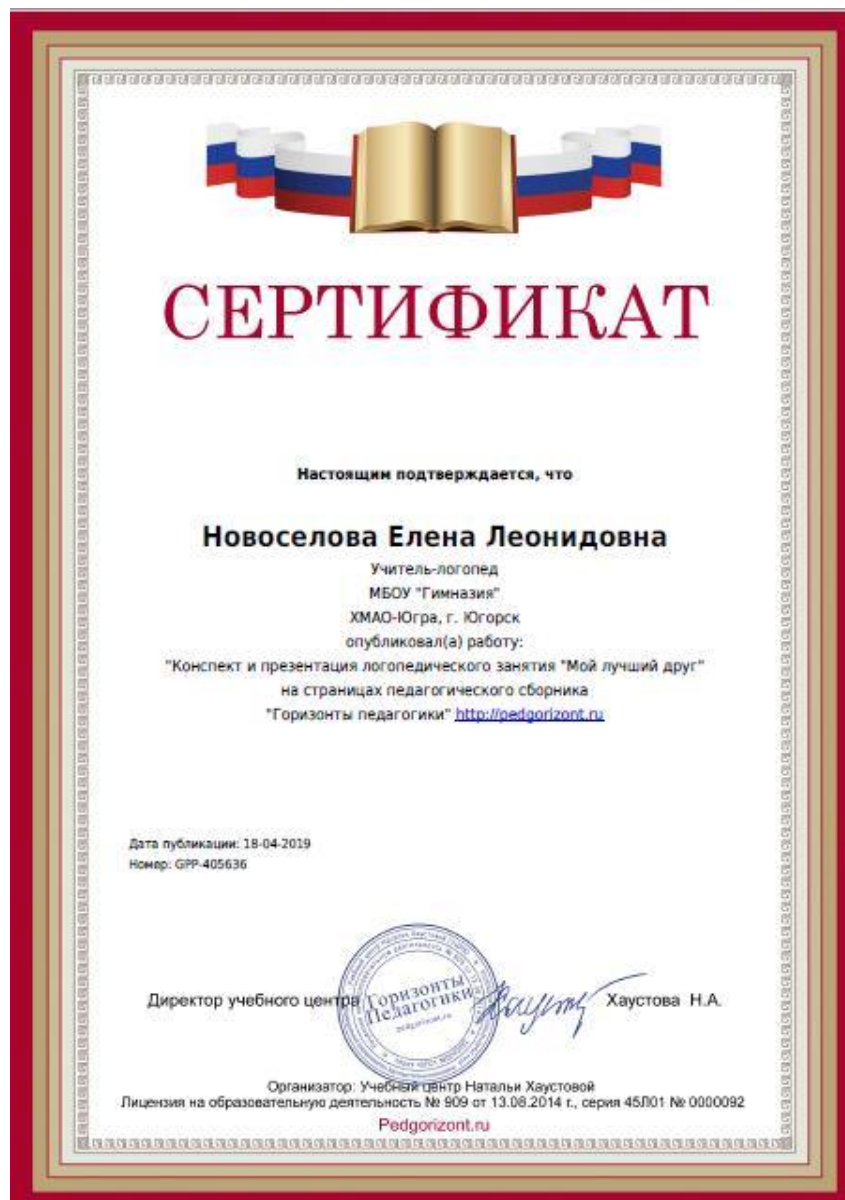 СЕРТИФИКАТ
Настоящим подтверждается, что
Новоселова Елена Леонидовна
Учитель-логопед
МБОУ "Гимназия"
ХМАО-Югра, г. Югорск
опубликовал(а) работу:
"Конспект и презентация логопедического занятия "Мой лучший друг"
на страницах педагогического сборника
"Горизонты педагогики" http://pedgorizont.ru
Дата публикации: 18-04-2019
Номер: GPP-405636
Горизонты
Педагогики
pedgorizont.ru
Директор учебного центра
Хаустова Н.А.
Организатор: Учебный центр Натальи Хаустовой
Лицензия на образовательную деятельность № 909 от 13.08.2014 г., серия 45Л01 № 0000092
Pedgorizont.ru